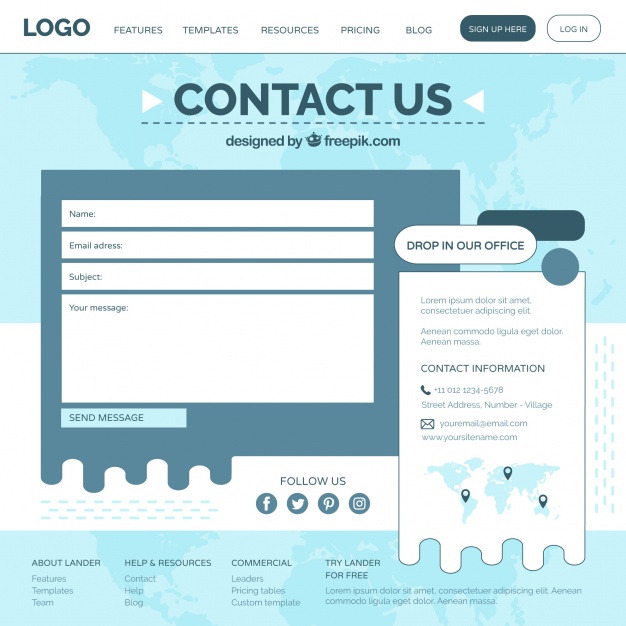 LOGO
FEATURES
TEMPLATES
RESOURCES
PRICING
BLOG
SIGN UP HERE
LOG IN
CONTACT US
designed by freepik.com
Name:
Email adress:
Subject:
Your message:
SEND MESSAGE
DROP IN OUR OFFICE
Lorem ipsum dolor sit amet,
consectetuer adipiscing elit.
Aenean commodo ligula eget dolor.
Aenean massa.
CONTACT INFORMATION
+11 012 1234-5678
Street Address, Number - Village
youremail@email.com
www.yoursitename.com
FOLLOW US
ABOUT LANDER
Features
Templates
Team
HELP & RESOURCES
Contact
Help
Blog
COMMERCIAL
Leaders
Pricing tables
Custom template
TRY LANDER
FOR FREE
Lorem ipsum dolor sit amet, consectetuer adipiscing
elit. Aenean commodo ligula eget dolor. Aenean massa.